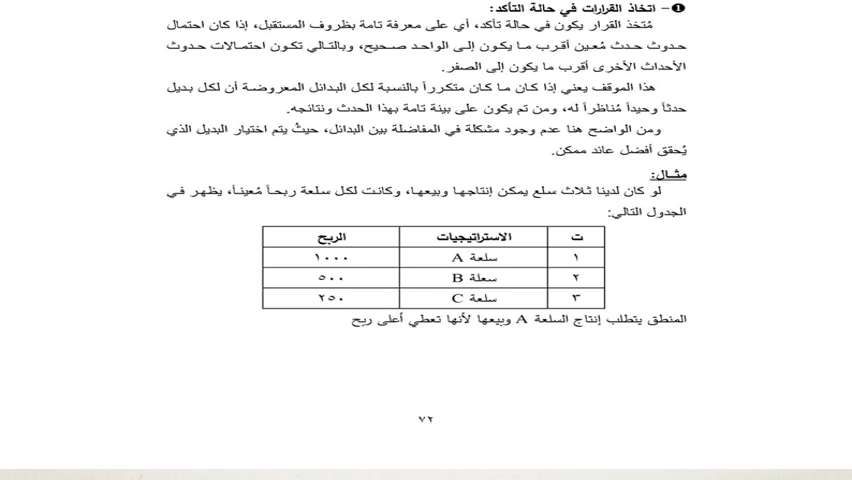 ❶- اتخاذ القرارات في حالة التأكد:
مُتخذ القرار يكون في حالة تأكد، أي على معرفة تامة بظروف المستقبل، إذا كان احتمال
حدوث حدث مُعين أقرب ما يكون إلى الواحد صحيح، وبالتالي تكون احتمالات حدوث
الأحداث الأخرى أقرب ما يكون إلى الصفر.
هذا الموقف يعني إذا كان ما كان متكرراً بالنسبة لكل البدائل المعروضة أن لكل بديل
حدثاً وحيداً مُناظراً له، ومن ثم يكون على بينة تامة بهذا الحدث ونتائجه.
ومن الواضح هنا عدم وجود مشكلة في المفاضلة بين البدائل، حيثُ يتم اختيار البديل الذي
يُحقق أفضل عائد ممكن.
مثال:
لو كان لدينا ثلاث سلع يمكن إنتاجها وبيعها، وكانت لكل سلعة ربحاً مُعيناً، يظهر في
الجدول التالي:
ت الاستراتيجيات الربح
١ سلعة A ١٠٠٠
٢ سعلة B ٥٠٠
٣ سلعة C ٢٥٠
المنطق يتطلب إنتاج السلعة A وبيعها لأنها تعطي أعلى ربح
٧٢